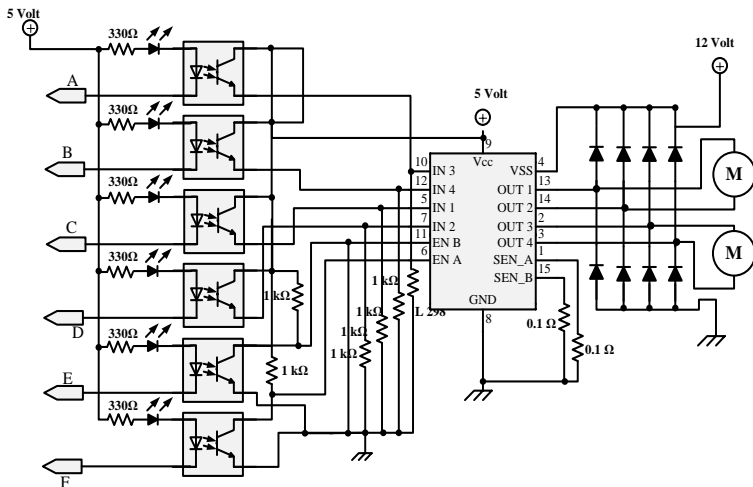 5 Volt
330Ω
A
330Ω
B
330Ω
C
330Ω
D
330Ω
E
330Ω
F
1 kΩ
1 kΩ
1 kΩ
1 kΩ
1 kΩ
1 kΩ
5 Volt
12 Volt
9
Vcc
10 IN 3
12 IN 4
5 IN 1
7 IN 2
11 EN B
6 EN A
VSS 4
OUT 1 13
OUT 2 14
OUT 3 2
OUT 4 3
SEN_A 1
SEN_B 15
GND
8
L 298
0.1 Ω
0.1 Ω
M
M